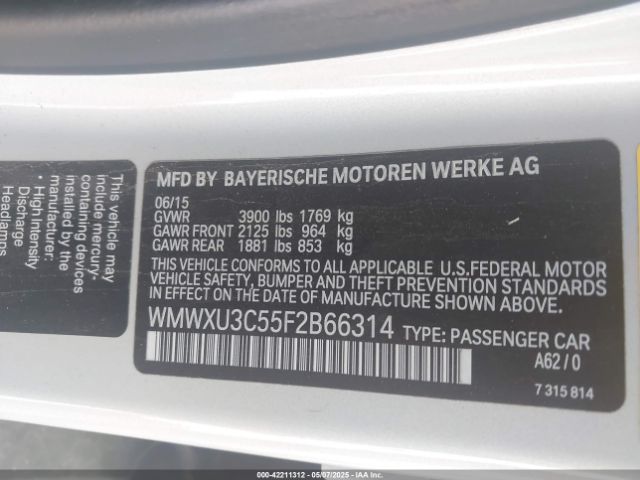 This vehicle may
include mercury-
containing devices
installed by the
• High Intensity
Discharge
Headlamps
MFD BY BAYERISCHE MOTOREN WERKE AG
06/15
GVWR 3900 lbs 1769 kg
GAWR FRONT 2125 lbs 964 kg
GAWR REAR 1881 lbs 853 kg
THIS VEHICLE CONFORMS TO ALL APPLICABLE U.S.FEDERAL MOTOR
VEHICLE SAFETY, BUMPER AND THEFT PREVENTION STANDARDS
IN EFFECT ON THE DATE OF MANUFACTURE SHOWN ABOVE.
WMWXU3C55F2B66314 TYPE: PASSENGER CAR
A62/0
7 315 814
000-42211312 - 05/07/2025 - IAAI.com